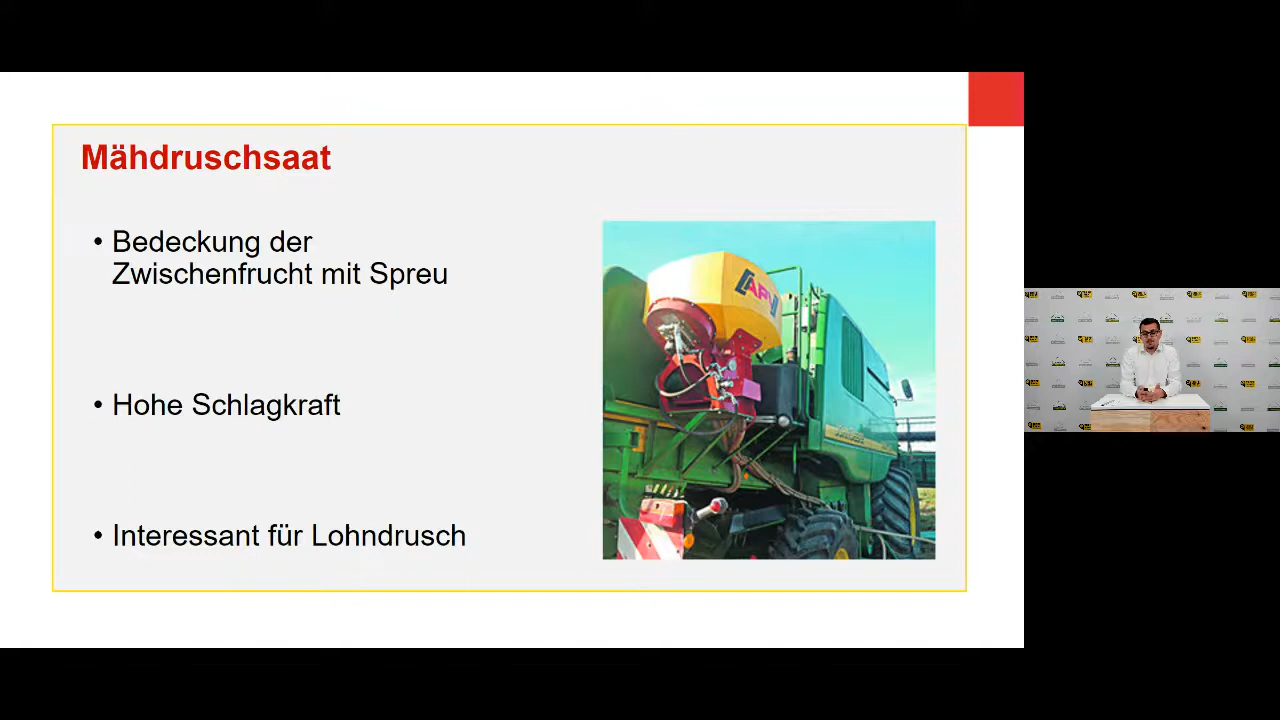 Mähdruschsaat
• Bedeckung der
Zwischenfrucht mit Spreu
• Hohe Schlagkraft
• Interessant für Lohndrusch
APV